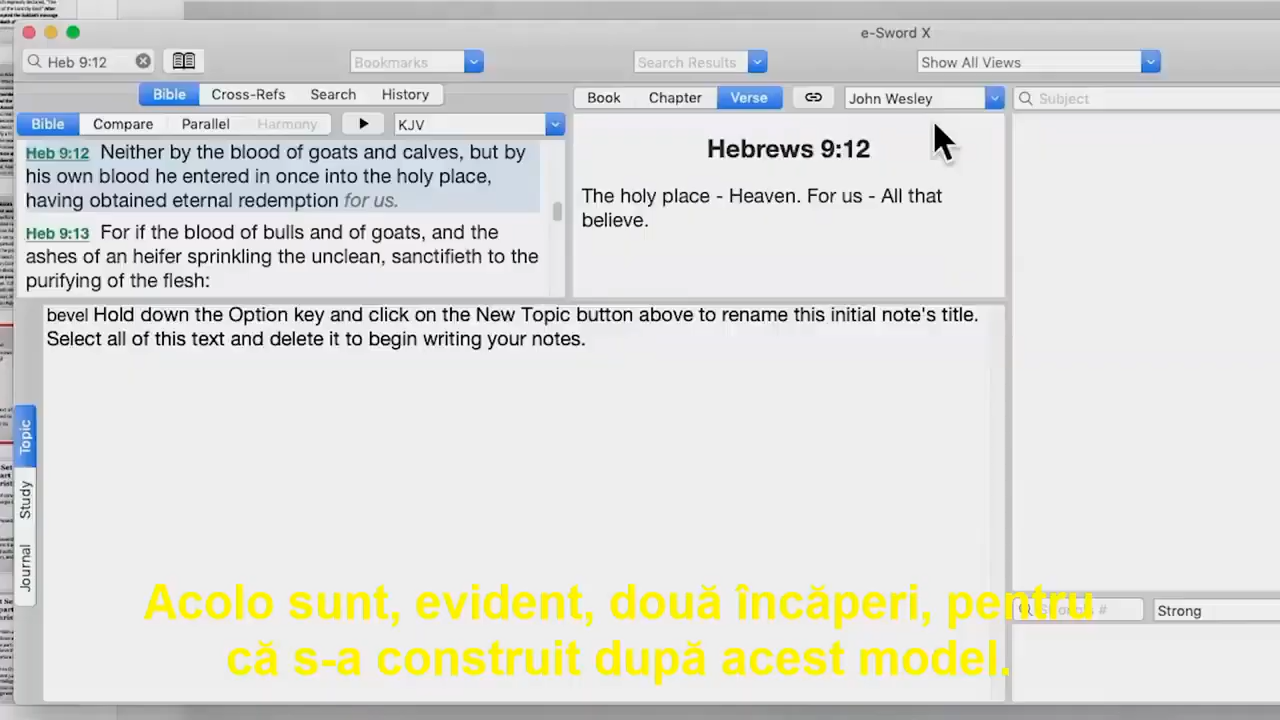 e-Sword X
Heb 9:12
Bookmarks
Search Results
Show All Views
Bible Cross-Refs Search History
Book Chapter Verse
John Wesley
Subject
Bible Compare Parallel Harmony
KJV
Heb 9:12 Neither by the blood of goats and calves, but by
his own blood he entered in once into the holy place,
having obtained eternal redemption for us.
Heb 9:13 For if the blood of bulls and of goats, and the
ashes of an heifer sprinkling the unclean, sanctifieth to the
purifying of the flesh:
Hebrews 9:12
The holy place - Heaven. For us - All that
believe.
bevel Hold down the Option key and click on the New Topic button above to rename this initial note's title.
Select all of this text and delete it to begin writing your notes.
Topic
Study
Journal
Strong
Acolo sunt, evident, două încăperi, pentru
că s-a construit după acest model.